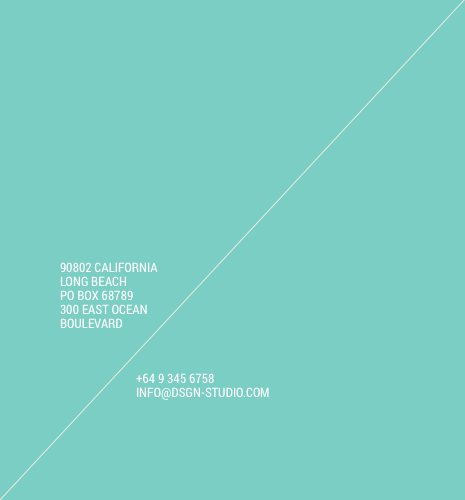 90802 CALIFORNIA
LONG BEACH
PO BOX 68789
300 EAST OCEAN
BOULEVARD
+64 9 345 6758
INFO@DSGN-STUDIO.COM